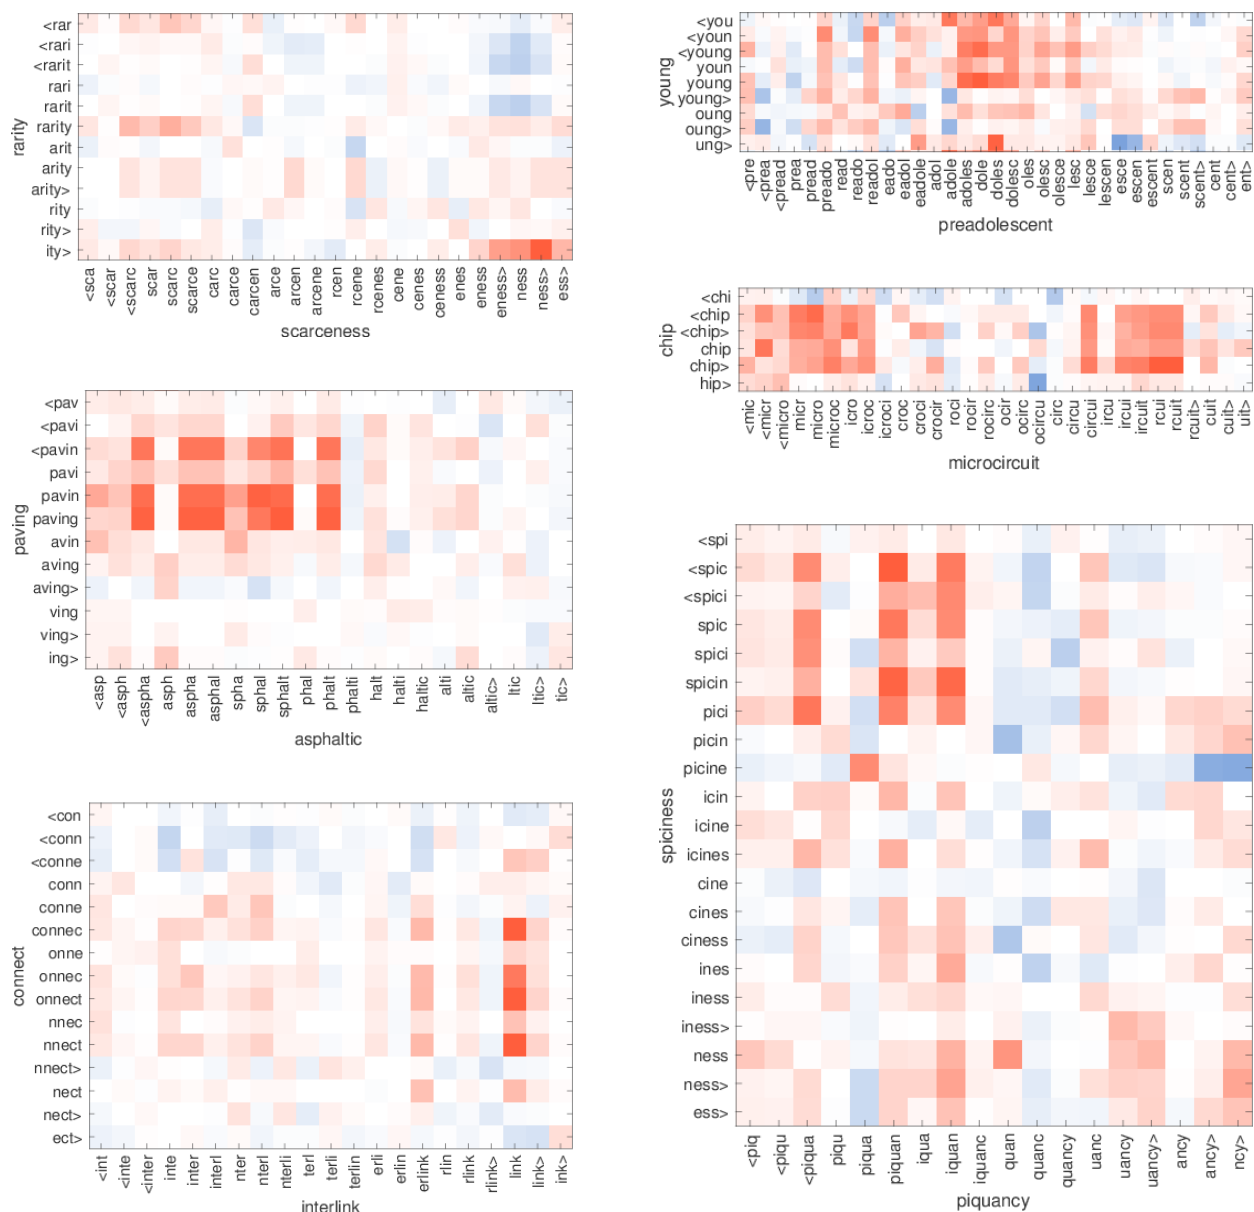 <rar
<rari
<rarit
rari
rarit
rarity
arit
arity
arity>
rity
rity>
ity>
rarity
<sca
<scar
<scarc
scar
scarc
scarce
carc
carce
carcen
arce
arcen
arcene
rcen
rcene
rcenes
cene
cenes
ceness
enes
eness
eness>
ness
ness>
ess>
scarceness
<you
<youn
<young
youn
young
young>
oung
oung>
ung>
young
<pre
<prea
<pread
prea
pread
preado
read
reado
readol
eado
eadol
eadole
adol
adole
adoles
dole
doles
dolesc
oles
olesc
olesce
lesc
lesce
lescen
esce
escen
escent
scen
scent
scent>
cent
cent>
ent>
preadolescent
<chi
<chip
<chip>
chip
chip>
hip>
chip
<mic
<micr
<micro
micr
micro
microc
icro
icroc
icroci
croc
croci
crocir
roci
rocir
rocirc
ocir
ocirc
ocircu
circ
circu
circui
ircu
ircui
ircuit
rcui
rcuit
rcuit>
cuit
cuit>
uit>
microcircuit
<pav
<pavi
<pavin
pavi
pavin
paving
avin
aving
aving>
ving
ving>
ing>
paving
<asp
<asph
<aspha
asph
aspha
asphal
spha
sphal
sphalt
phal
phalt
phalti
halt
halti
haltic
alti
altic
altic>
ltic
ltic>
tic>
asphaltic
<spi
<spic
<spici
spic
spici
spicin
pici
picin
picine
icin
icine
icines
cine
cines
ciness
ines
iness
iness>
ness
ness>
ess>
spiciness
<piq
<piqu
<piqua
piqu
piqua
piquan
iqua
iquan
iquanc
quan
quanc
quancy
uanc
uancy
uancy>
ancy
ancy>
ncy>
piquancy
<con
<conn
<conne
conn
conne
connec
onne
onnec
onnect
nnec
nnect
nnect>
nect
nect>
ect>
connect
<int
<inte
<inter
inte
inter
interl
nter
nterl
nterli
terl
terli
terlin
erli
erlin
erlink
rlin
rlink
rlink>
link
link>
ink>
interlink